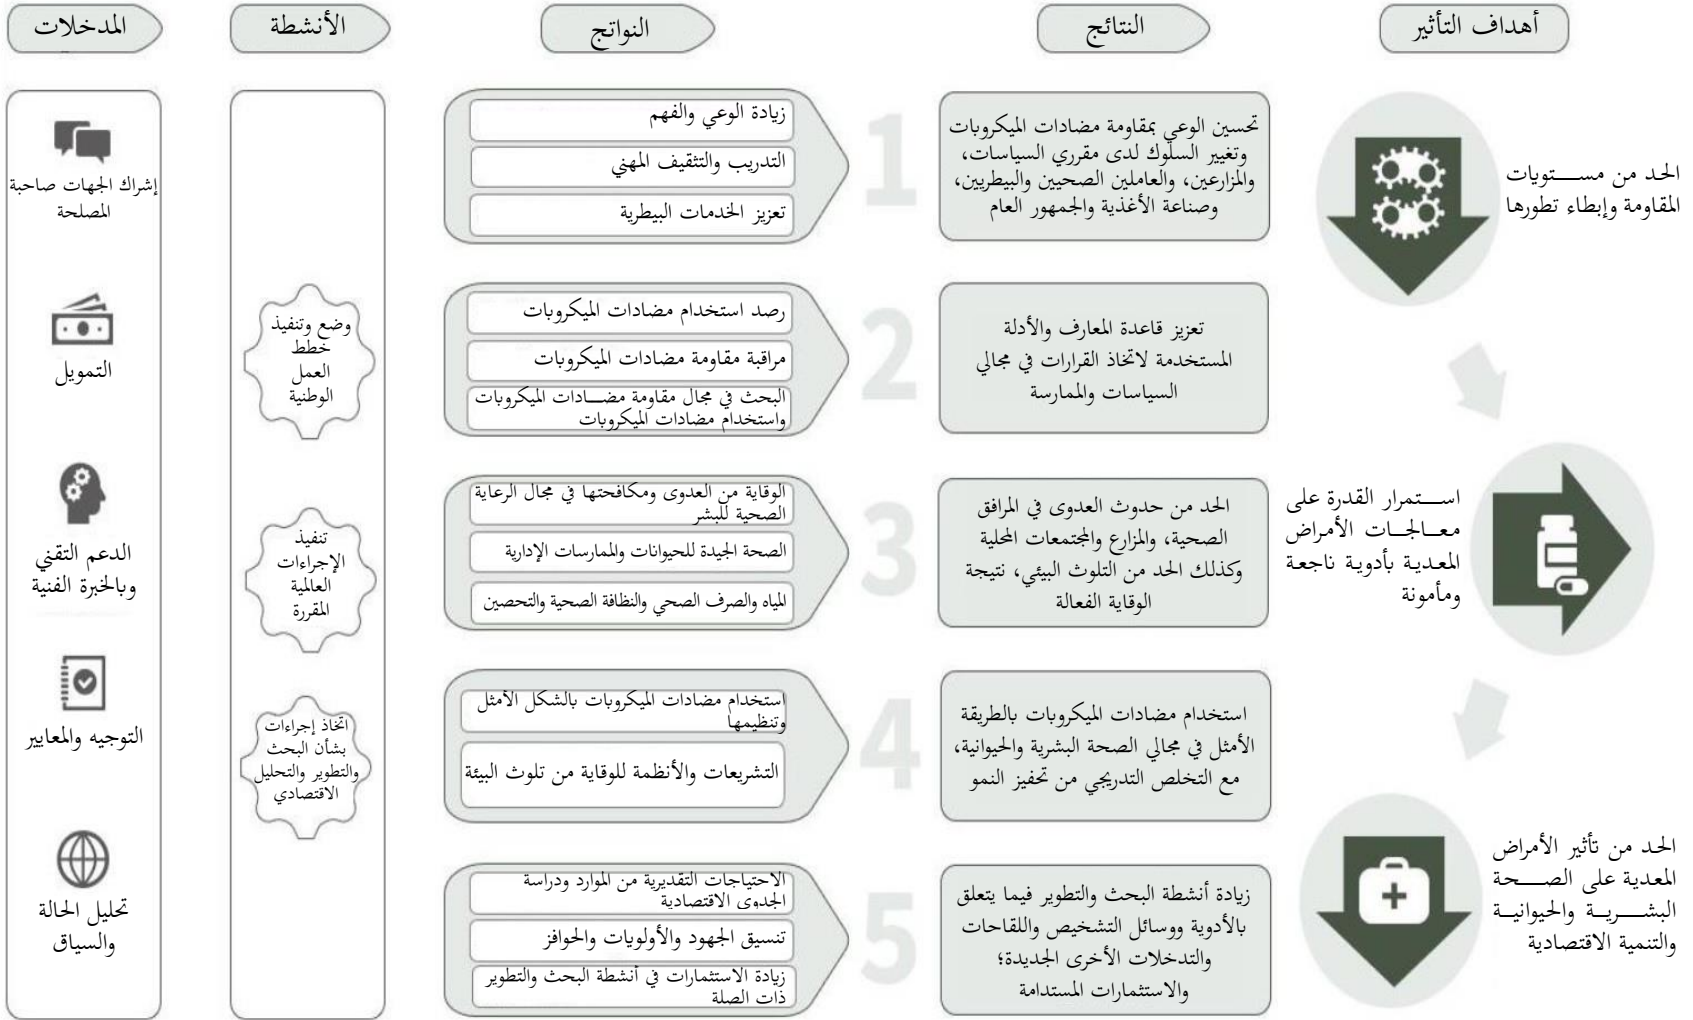 المدخلات
الأنشطة
النواتج
النتائج
أهداف التأثير
إشراك الجهات صاحبة
المصلحة
التمويل
الدعم التقني
وبالخبرة الفنية
التوجيه والمعايير
تحليل الحالة
والسياق
وضع وتنفيذ
خطط
العمل
الوطنية
تنفيذ
الإجراءات
العالمية
المقررة
اتخاذ إجراءات
بشأن البحث
والتطوير والتحليل
الاقتصادي
زيادة الوعي والفهم
التدريب والتثقيف المهني
تعزيز الخدمات البيطرية
1
تحسين الوعي بمقاومة مضادات الميكروبات
وتغيير السلوك لدى مقرري السياسات،
والمزارعين، والعاملين الصحيين والبيطريين،
وصناعة الأغذية والجمهور العام
رصد استخدام مضادات الميكروبات
مراقبة مقاومة مضادات الميكروبات
البحث في مجال مقاومة مضـــادات الميكروبات
واستخدام مضادات الميكروبات
2
تعزيز قاعدة المعارف والأدلة
المستخدمة لاتخاذ القرارات في مجالي
السياسات والممارسة
الوقاية من العدوى ومكافحتها في مجال الرعاية
الصحية للبشر
الصحة الجيدة للحيوانات والممارسات الإدارية
المياه والصرف الصحي والنظافة الصحية والتحصين
3
الحد من حدوث العدوى في المرافق
الصحية، والمزارع والمجتمعات المحلية
وكذلك الحد من التلوث البيئي، نتيجة
الوقاية الفعالة
استخدام مضادات الميكروبات بالشكل الأمثل
وتنظيمها
التشريعات والأنظمة للوقاية من تلوث البيئة
4
استخدام مضادات الميكروبات بالطريقة
الأمثل في مجالي الصحة البشرية والحيوانية،
مع التخلص التدريجي من تحفيز النمو
الاحتياجات التقديرية من الموارد ودراسة
الجدوى الاقتصادية
تنسيق الجهود والأولويات والحوافز
زيادة الاستثمارات في أنشطة البحث والتطوير
ذات الصلة
5
زيادة أنشطة البحث والتطوير فيما يتعلق
بالأدوية ووسائل التشخيص واللقاحات
والتدخلات الأخرى الجديدة؛
والاستثمارات المستدامة
الحد من مســـتويات
المقاومة وإبطاء تطورها
اســـتمرار القدرة على
معـــالجـــات الأمراض
المعدية بأدوية ناجعة
ومأمونة
الحد من تأثير الأمراض
المعدية على الصـــحة
البشـــريـــة والحيوانيـــة
والتنمية الاقتصادية